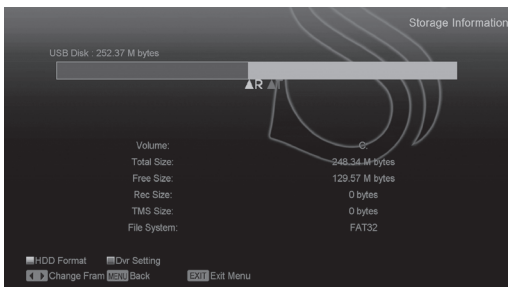 Storage Information
USB Disk : 252.37 M bytes
▲R ▲T
Volume: C:
Total Size: 248.34 M bytes
Free Size: 129.57 M bytes
Rec Size: 0 bytes
TMS Size: 0 bytes
File System: FAT32
HDD Format Dvr Setting
◀ ▶ Change Fram MENU Back EXIT Exit Menu